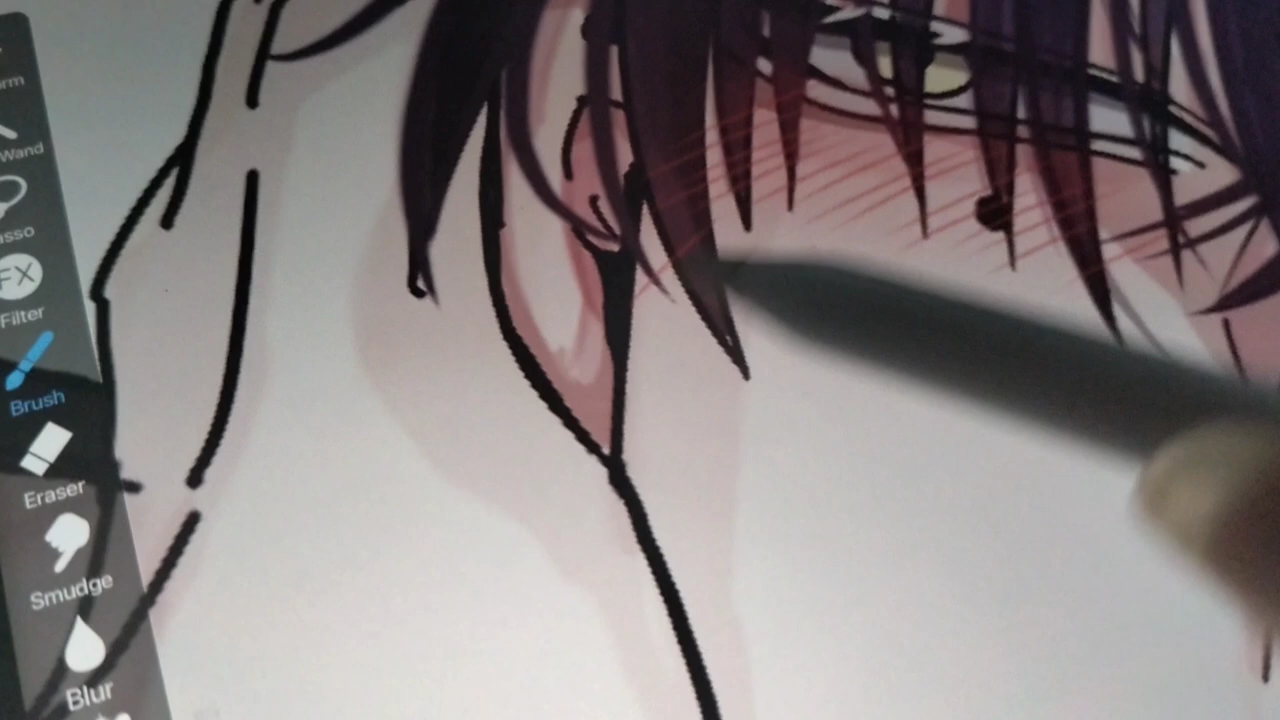 rm
Wand
asso
FX
Filter
Brush
Eraser
Smudge
Blur